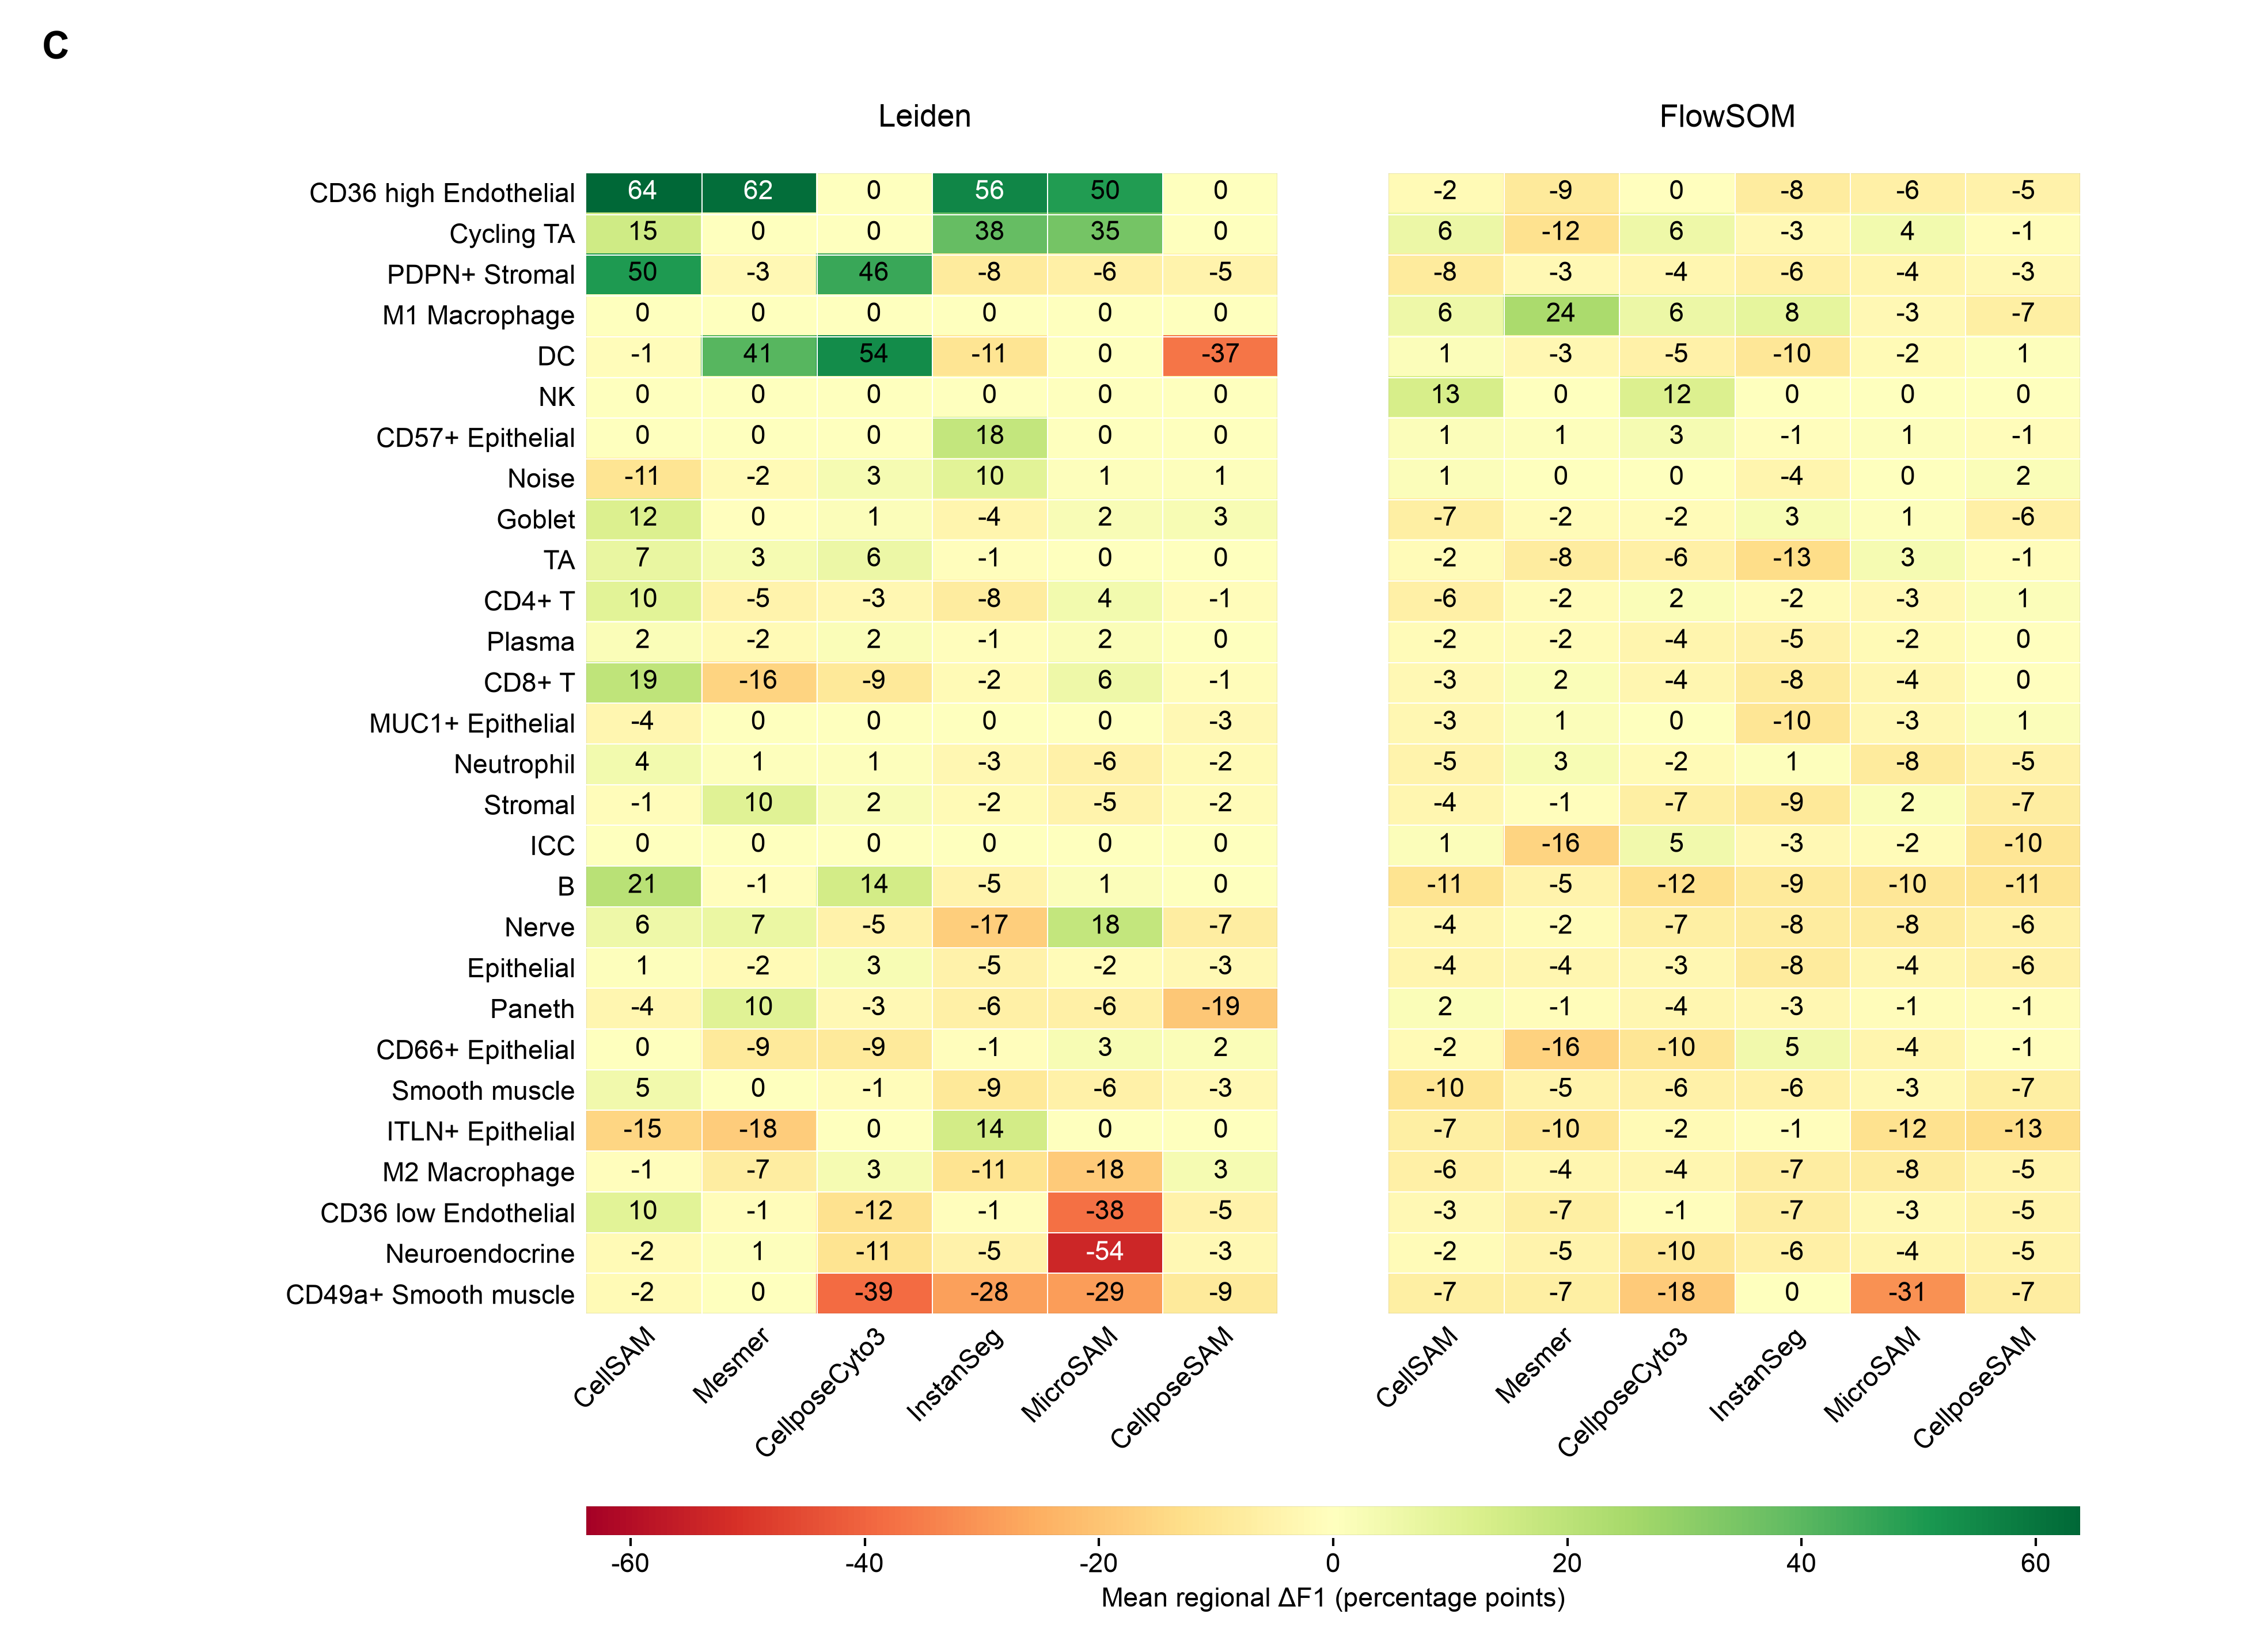 C
Leiden FlowSOM
CD36 high Endothelial 64 62 0 56 50 0 -2 -9 0 -8 -6 -5
Cycling TA 15 0 0 38 35 0 6 -12 6 -3 4 -1
PDPN+ Stromal 50 -3 46 -8 -6 -5 -8 -3 -4 -6 -4 -3
M1 Macrophage 0 0 0 0 0 0 6 24 6 8 -3 -7
DC -1 41 54 -11 0 -37 1 -3 -5 -10 -2 1
NK 0 0 0 0 0 0 13 0 12 0 0 0
CD57+ Epithelial 0 0 0 18 0 0 1 1 3 -1 1 -1
Noise -11 -2 3 10 1 1 1 0 0 -4 0 2
Goblet 12 0 1 -4 2 3 -7 -2 -2 3 1 -6
TA 7 3 6 -1 0 0 -2 -8 -6 -13 3 -1
CD4+ T 10 -5 -3 -8 4 -1 -6 -2 2 -2 -3 1
Plasma 2 -2 2 -1 2 0 -2 -2 -4 -5 -2 0
CD8+ T 19 -16 -9 -2 6 -1 -3 2 -4 -8 -4 0
MUC1+ Epithelial -4 0 0 0 0 -3 -3 1 0 -10 -3 1
Neutrophil 4 1 1 -3 -6 -2 -5 3 -2 1 -8 -5
Stromal -1 10 2 -2 -5 -2 -4 -1 -7 -9 2 -7
ICC 0 0 0 0 0 0 1 -16 5 -3 -2 -10
B 21 -1 14 -5 1 0 -11 -5 -12 -9 -10 -11
Nerve 6 7 -5 -17 18 -7 -4 -2 -7 -8 -8 -6
Epithelial 1 -2 3 -5 -2 -3 -4 -4 -3 -8 -4 -6
Paneth -4 10 -3 -6 -6 -19 2 -1 -4 -3 -1 -1
CD66+ Epithelial 0 -9 -9 -1 3 2 -2 -16 -10 5 -4 -1
Smooth muscle 5 0 -1 -9 -6 -3 -10 -5 -6 -6 -3 -7
ITLN+ Epithelial -15 -18 0 14 0 0 -7 -10 -2 -1 -12 -13
M2 Macrophage -1 -7 3 -11 -18 3 -6 -4 -4 -7 -8 -5
CD36 low Endothelial 10 -1 -12 -1 -38 -5 -3 -7 -1 -7 -3 -5
Neuroendocrine -2 1 -11 -5 -54 -3 -2 -5 -10 -6 -4 -5
CD49a+ Smooth muscle -2 0 -39 -28 -29 -9 -7 -7 -18 0 -31 -7
CellSAM Mesmer CellposeCyto3 InstanSeg MicroSAM CellposeSAM CellSAM Mesmer CellposeCyto3 InstanSeg MicroSAM CellposeSAM
-60 -40 -20 0 20 40 60
Mean regional ΔF1 (percentage points)